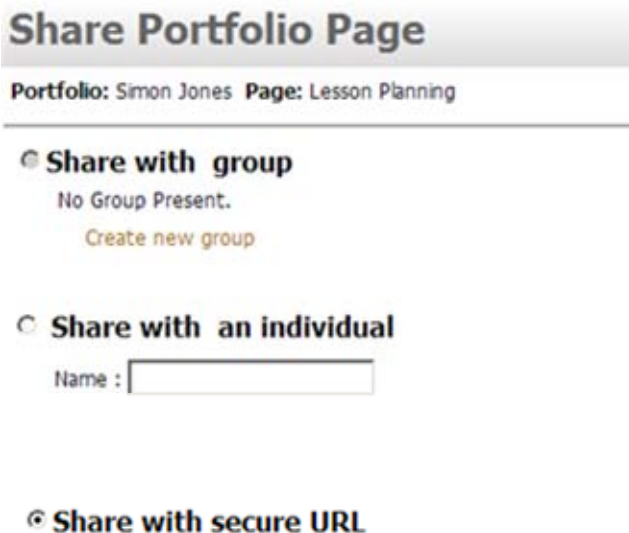 Share Portfolio Page
Portfolio: Simon Jones Page: Lesson Planning
Share with group
No Group Present.
Create new group
Share with an individual
Name :
Share with secure URL